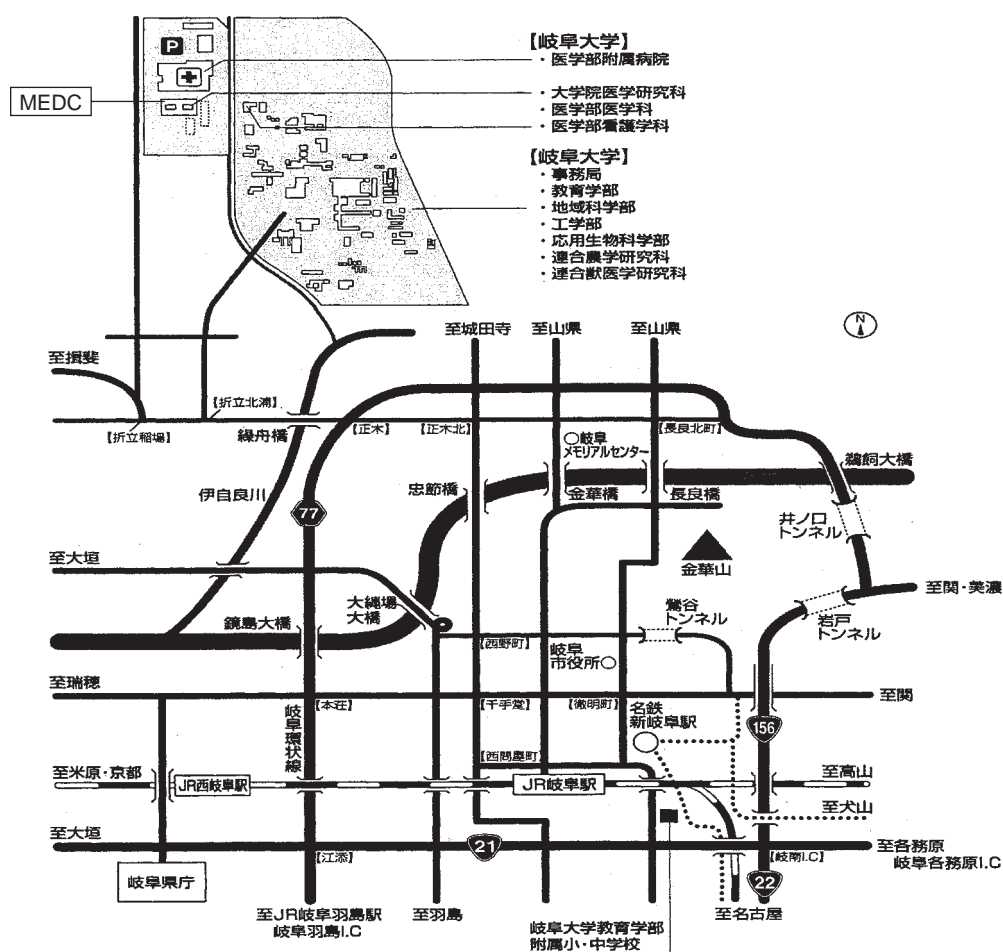 【岐阜大学】
・医学部附属病院
MEDC
・大学院医学研究科
・医学部医学科
・医学部看護学科
P
【岐阜大学】
・事務局
・教育学部
・地域科学部
・工学部
・応用生物科学部
・連合農学研究科
・連合獣医学研究科
N
至城田寺
至山県
至山県
至揖斐
【折立北浦】
【折立稲場】
繰舟橋
【正木】
【正木北】
【長良北町】
○岐阜
メモリアルセンター
鵜飼大橋
伊自良川
忠節橋
金華橋
長良橋
77
井ノ口
トンネル
至大垣
金華山
至関・美濃
大縄場
大橋
鶯谷
トンネル
岩戸
トンネル
鏡島大橋
【西野町】
岐阜
市役所○
至瑞穂
至関
岐阜環状線
【本荘】
【千手堂】
【徹明町】
名鉄
新岐阜駅
156
【西問屋町】
至米原・京都
JR西岐阜駅
JR岐阜駅
至高山
至犬山
至大垣
21
至各務原
岐阜各務原I.C
【江添】
【岐南I.C】
岐阜県庁
22
至JR岐阜羽島駅
岐阜羽島I.C
至羽島
岐阜大学教育学部
附属小・中学校
至名古屋